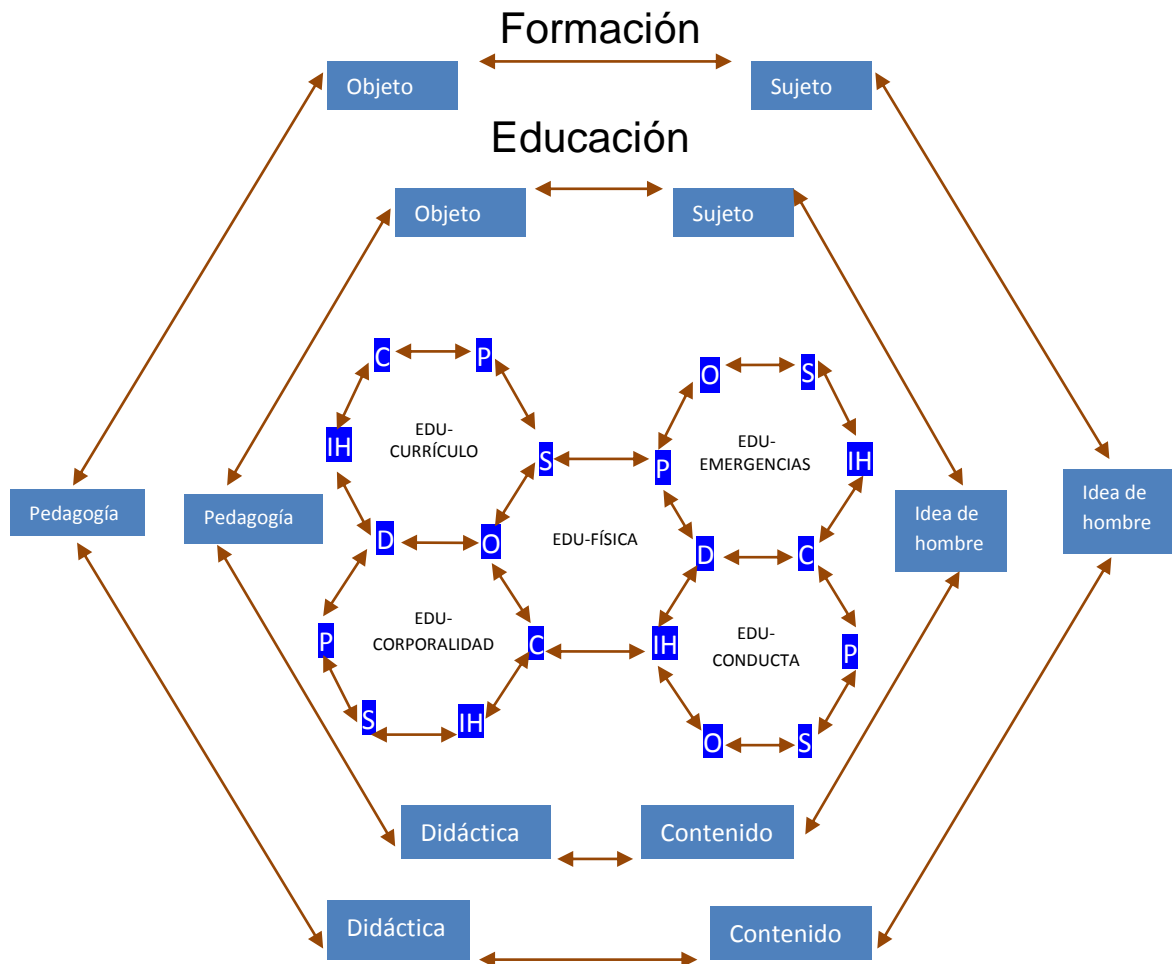 Formación
Objeto
Sujeto
Educación
Objeto
Sujeto
C
P
O
S
EDU-
CURRÍCULO
IH
S
EDU-
EMERGENCIAS
P
IH
Pedagogía
Pedagogía
Idea de
hombre
Idea de
hombre
D
O
EDU-FÍSICA
D
C
P
EDU-
CORPORALIDAD
C
IH
EDU-
CONDUCTA
P
S
IH
O
S
Didáctica
Contenido
Didáctica
Contenido